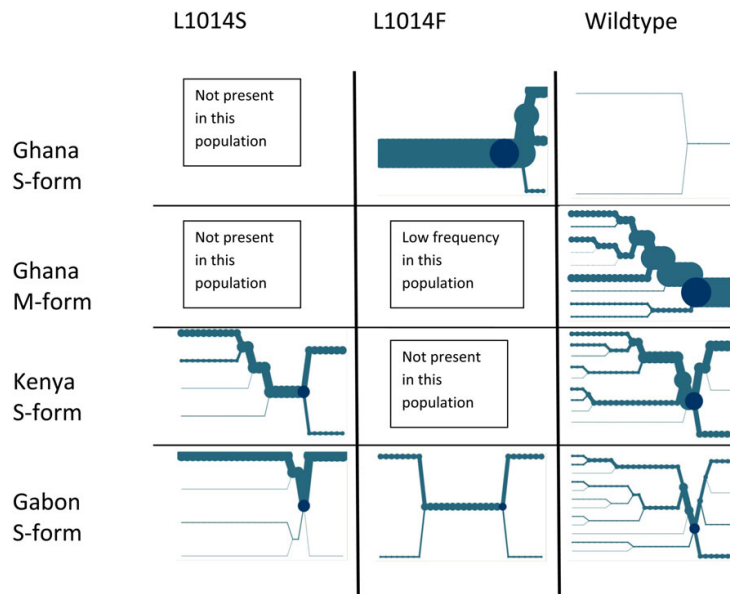 L1014S
L1014F
Wildtype
Ghana
S-form
Not present
in this
population
Ghana
M-form
Not present
in this
population
Low frequency
in this
population
Kenya
S-form
Not present
in this
population
Gabon
S-form